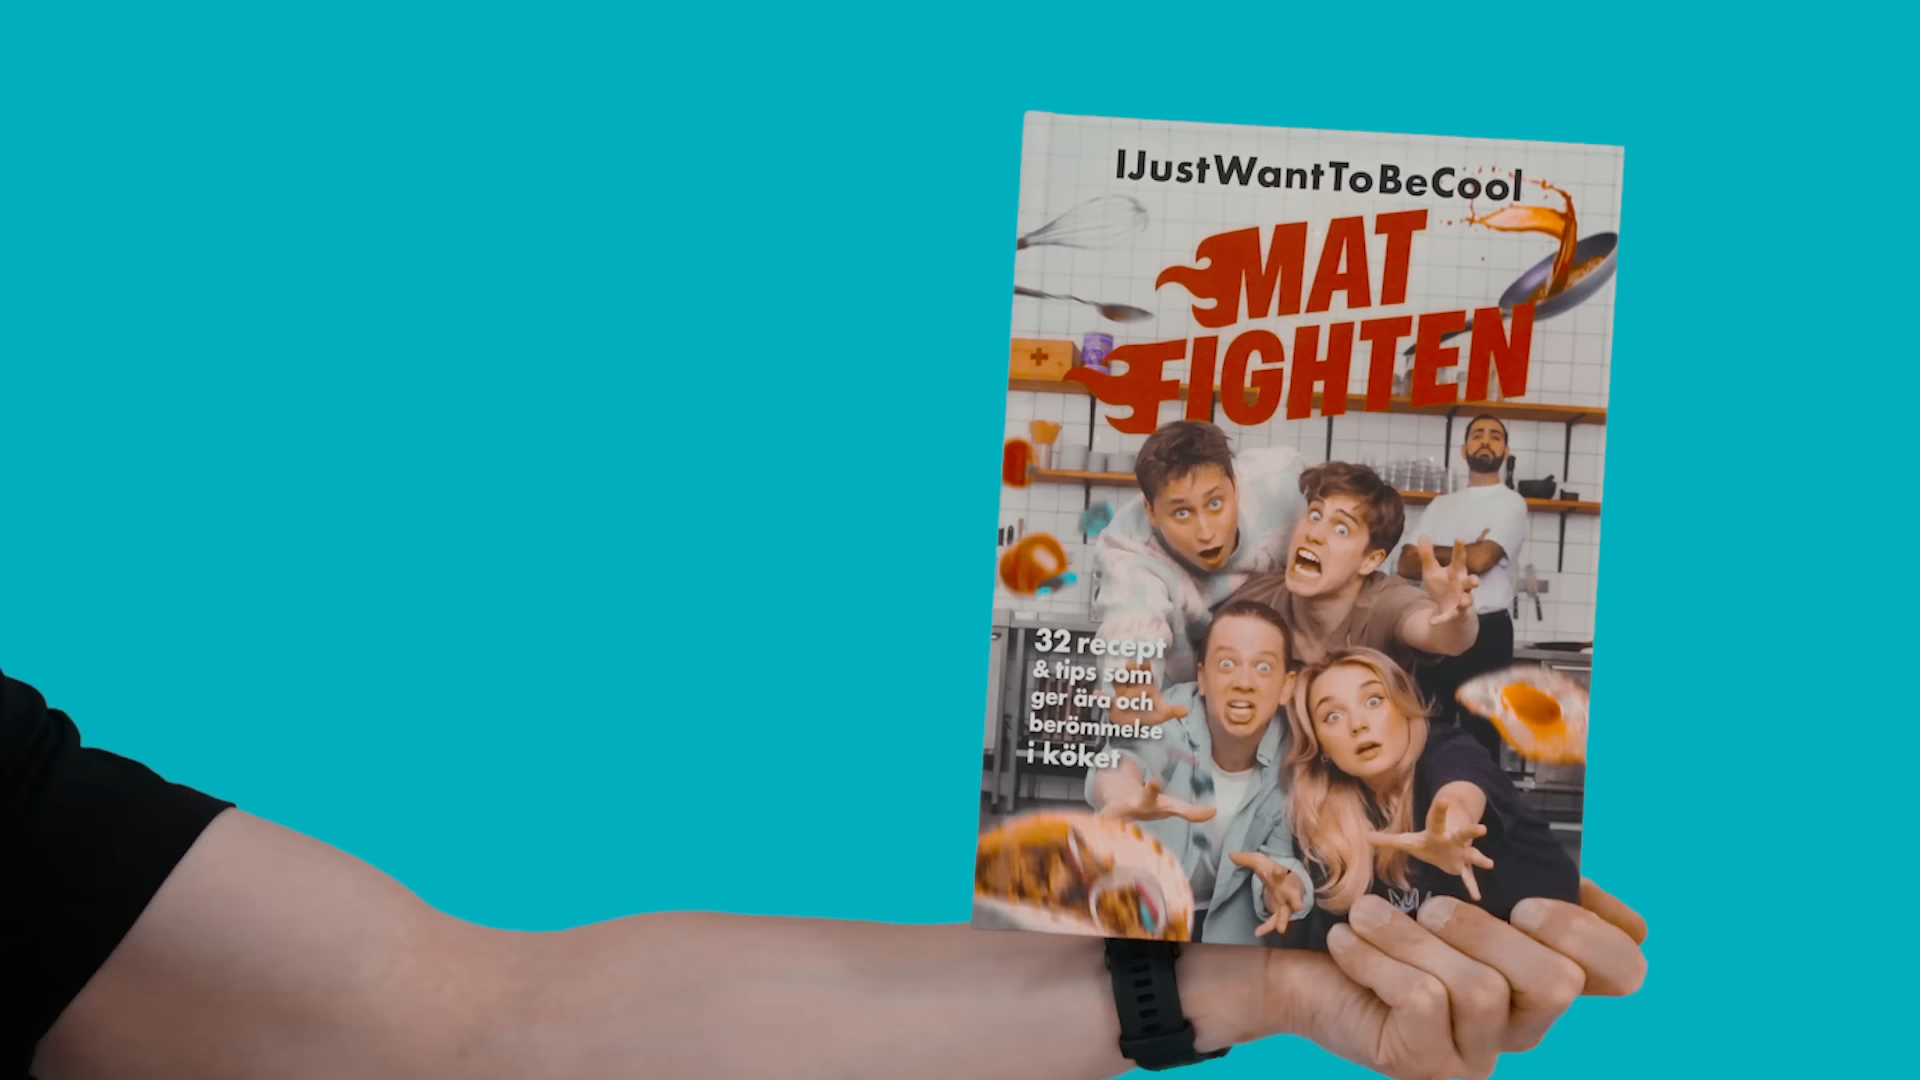 IJustWantToBeCool
MAT
FIGHTEN
32 recept
& tips som
ger ära och
berömmelse
i köket